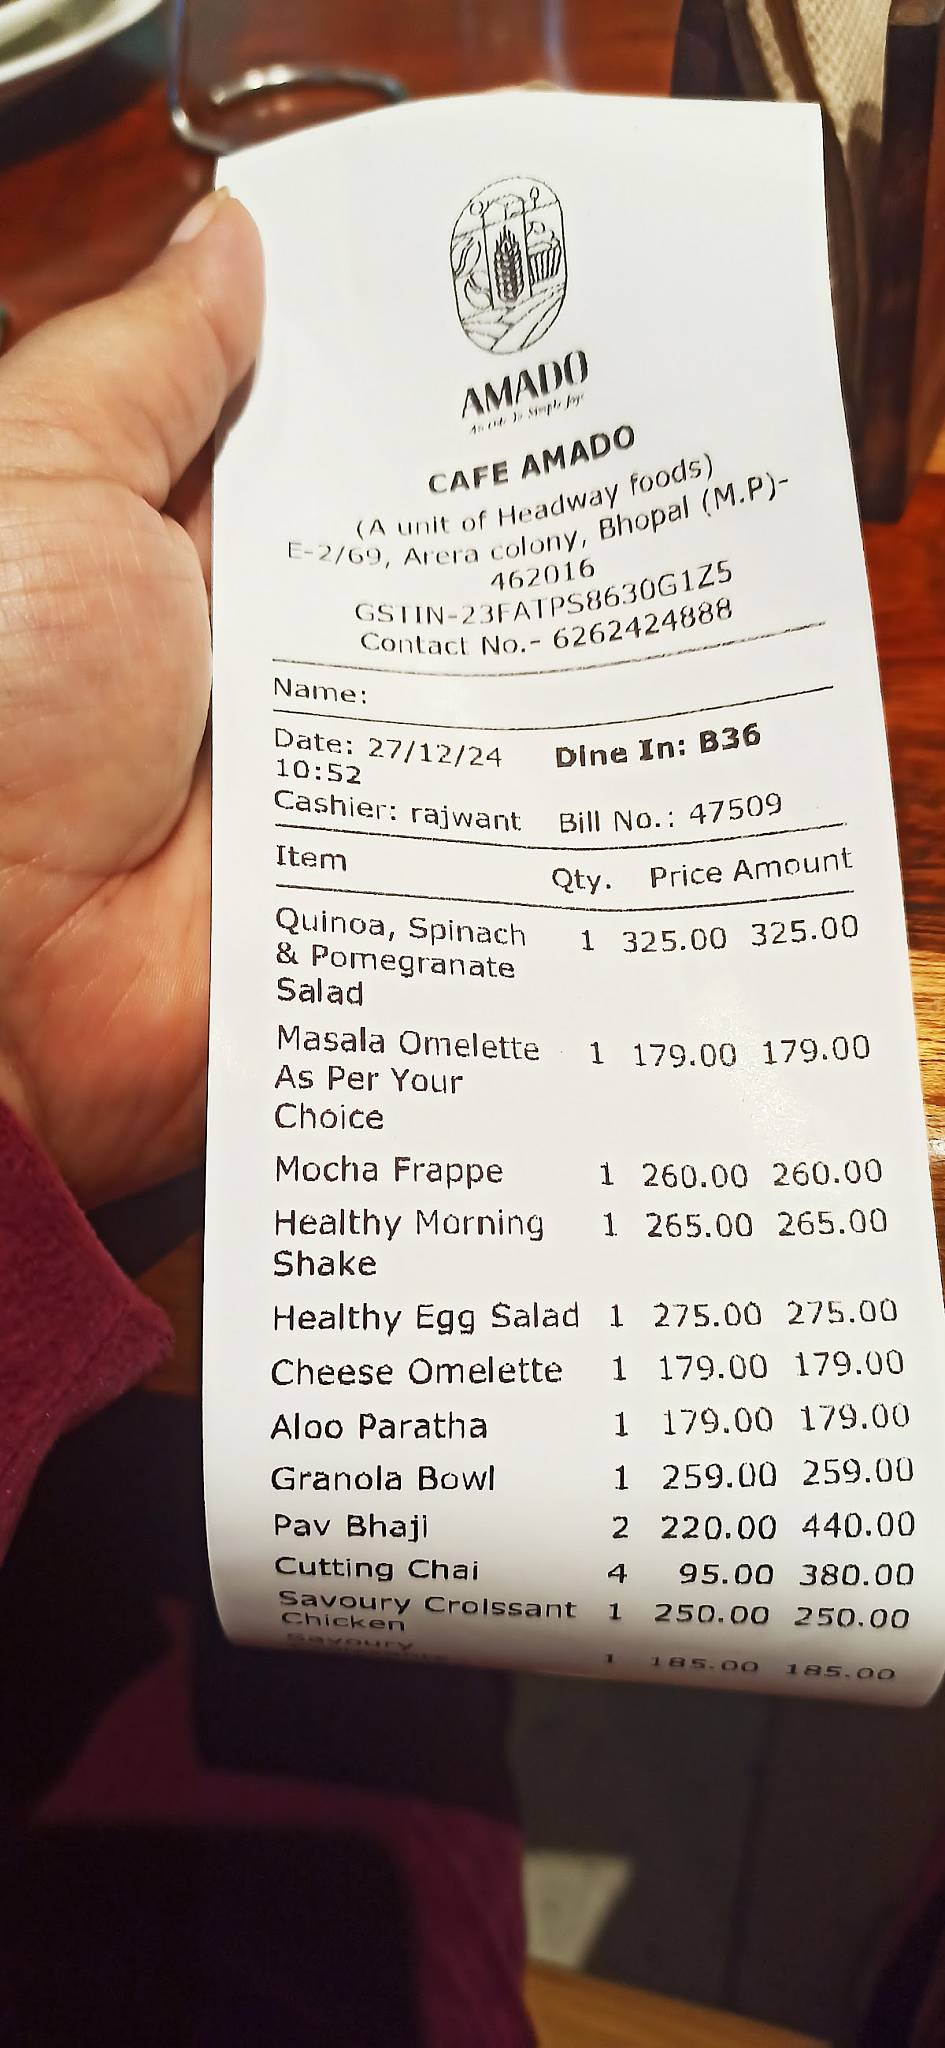 AMADO
CAFE AMADO
(A unit of Headway foods)
E-2/69, Arera colony, Bhopal (M.P)-
462016
GSTIN-23FATPS8630G1Z5
Contact No.- 6262424888
Name:
Date: 27/12/24 Dine In: B36
10:52
Cashier: rajwant Bill No.: 47509
Item Qty. Price Amount
Quinoa, Spinach 1 325.00 325.00
& Pomegranate
Salad
Masala Omelette 1 179.00 179.00
As Per Your
Choice
Mocha Frappe 1 260.00 260.00
Healthy Morning 1 265.00 265.00
Shake
Healthy Egg Salad 1 275.00 275.00
Cheese Omelette 1 179.00 179.00
Aloo Paratha 1 179.00 179.00
Granola Bowl 1 259.00 259.00
Pav Bhaji 2 220.00 440.00
Cutting Chai 4 95.00 380.00
Savoury Croissant 1 250.00 250.00
Chicken
Savoury 1 185.00 185.00